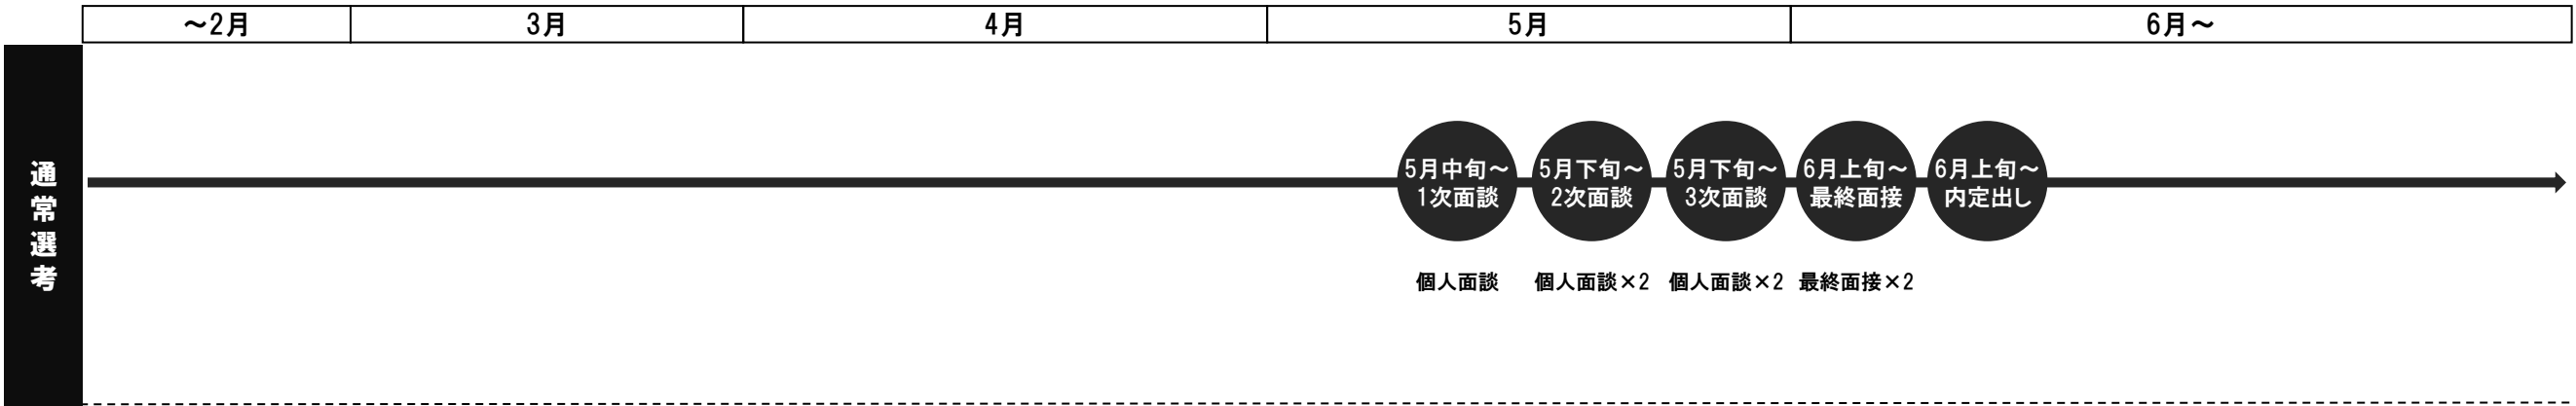 ～2月
3月
4月
5月
6月～
通常選考
5月中旬～
1次面談
5月下旬～
2次面談
5月下旬～
3次面談
6月上旬～
最終面接
6月上旬～
内定出し
個人面談
個人面談×2
個人面談×2
最終面接×2